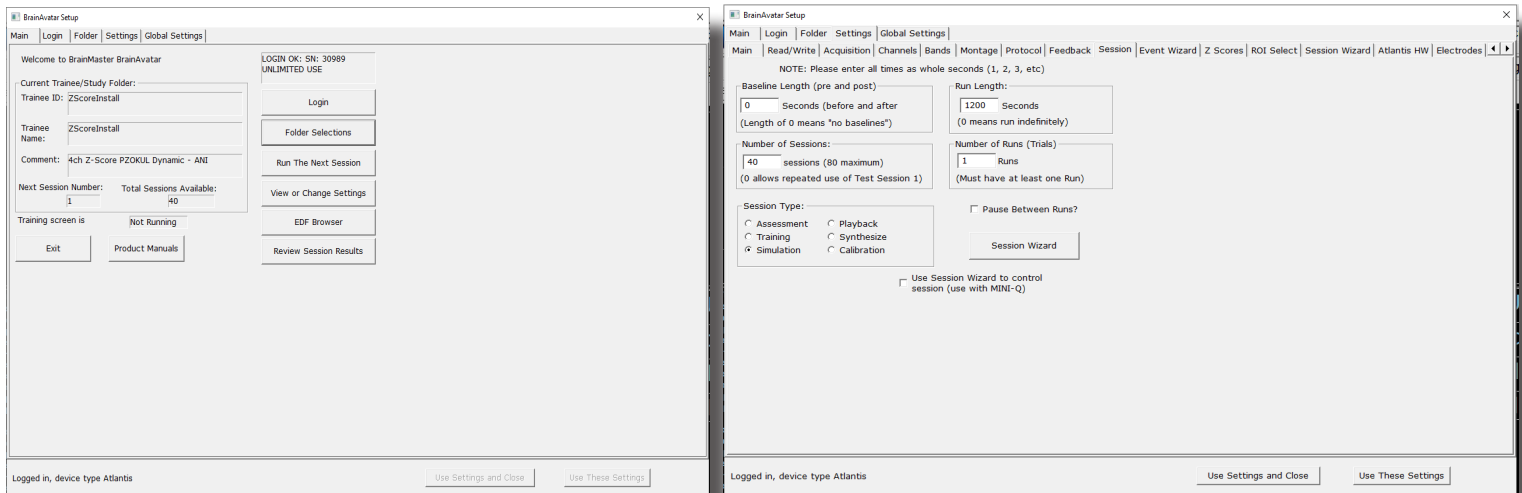 BrainAvatar Setup
Main Login Folder Settings Global Settings
Welcome to BrainMaster BrainAvatar
LOGIN OK: SN: 30989
UNLIMITED USE
Current Trainee/Study Folder:
Trainee ID: ZScoreInstall
Trainee Name: ZScoreInstall
Comment: 4ch Z-Score PZOKUL Dynamic - ANI
Next Session Number: Total Sessions Available:
1 40
Training screen is Not Running
Exit Product Manuals
Login
Folder Selections
Run The Next Session
View or Change Settings
EDF Browser
Review Session Results
Logged in, device type Atlantis
Use Settings and Close Use These Settings
BrainAvatar Setup
Main Login Folder Settings Global Settings
Main Read/Write Acquisition Channels Bands Montage Protocol Feedback Session Event Wizard Z Scores ROI Select Session Wizard Atlantis HW Electrodes
NOTE: Please enter all times as whole seconds (1, 2, 3, etc)
Baseline Length (pre and post)
0 Seconds (before and after
(Length of 0 means "no baselines")
Run Length:
1200 Seconds
(0 means run indefinitely)
Number of Sessions:
40 sessions (80 maximum)
(0 allows repeated use of Test Session 1)
Number of Runs (Trials)
1 Runs
(Must have at least one Run)
Session Type:
Assessment Playback
Training Synthesize
Simulation Calibration
Pause Between Runs?
Session Wizard
Use Session Wizard to control
session (use with MINI-Q)
Logged in, device type Atlantis
Use Settings and Close Use These Settings